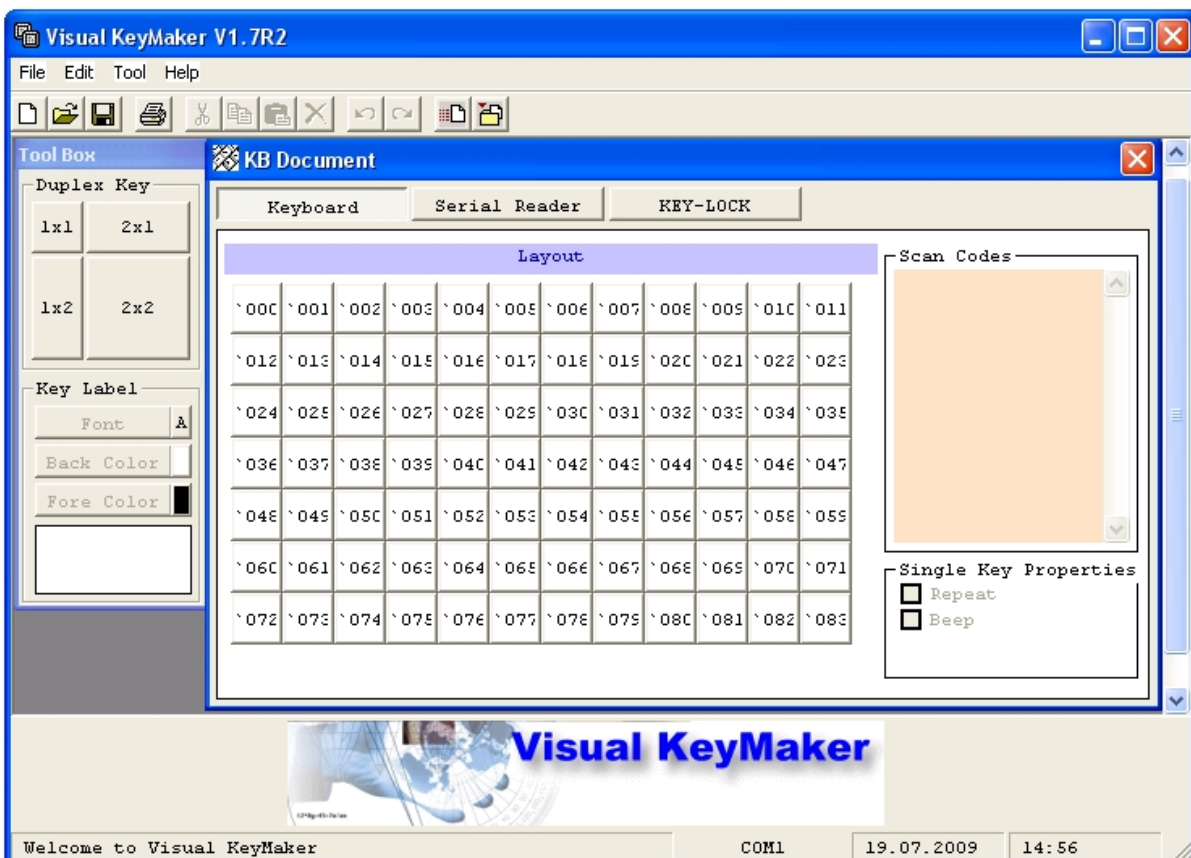 Visual KeyMaker V1.7R2
File Edit Tool Help
Tool Box
Duplex Key
1x1 2x1
1x2 2x2
Key Label
Font A
Back Color
Fore Color
KB Document
Keyboard Serial Reader KEY-LOCK
Layout
`000 `001 `002 `003 `004 `005 `006 `007 `008 `009 `010 `011
`012 `013 `014 `015 `016 `017 `018 `019 `020 `021 `022 `023
`024 `025 `026 `027 `028 `029 `030 `031 `032 `033 `034 `035
`036 `037 `038 `039 `040 `041 `042 `043 `044 `045 `046 `047
`048 `049 `050 `051 `052 `053 `054 `055 `056 `057 `058 `059
`060 `061 `062 `063 `064 `065 `066 `067 `068 `069 `070 `071
`072 `073 `074 `075 `076 `077 `078 `079 `080 `081 `082 `083
Scan Codes
Single Key Properties
Repeat
Beep
Visual KeyMaker
Welcome to Visual KeyMaker COM1 19.07.2009 14:56